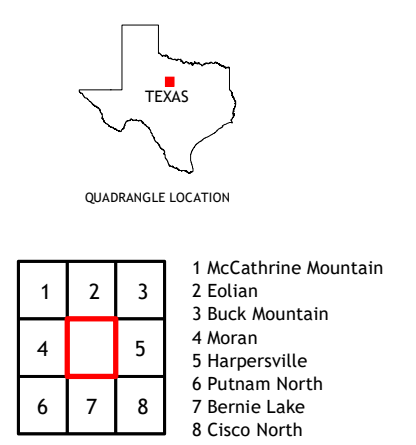 TEXAS
QUADRANGLE LOCATION
1 2 3
4 5
6 7 8
1 McCathrine Mountain
2 Eolian
3 Buck Mountain
4 Moran
5 Harpersville
6 Putnam North
7 Bernie Lake
8 Cisco North